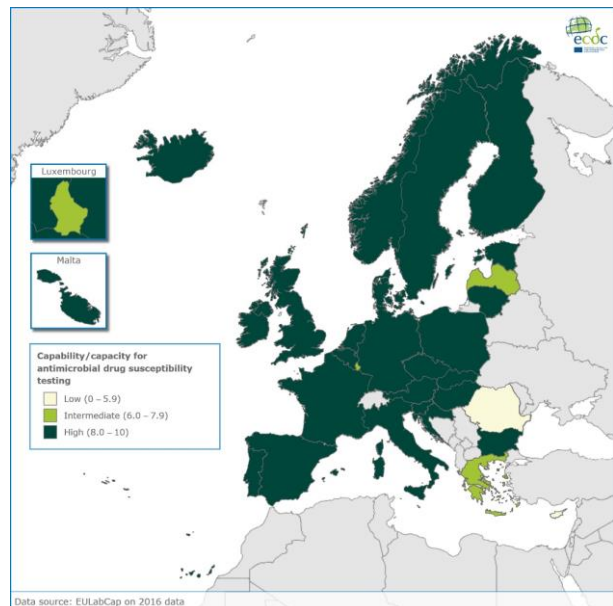 ecdc
Luxembourg
Malta
Capability/capacity for
antimicrobial drug susceptibility
testing
Low (0 – 5.9)
Intermediate (6.0 – 7.9)
High (8.0 – 10)
Data source: EULabCap on 2016 data